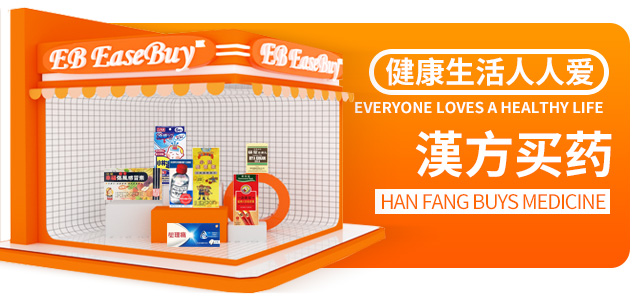 EB EaseBuy
EB EaseBuy
健康生活人人爱
EVERYONE LOVES A HEALTHY LIFE
漢方买药
HAN FANG BUYS MEDICINE